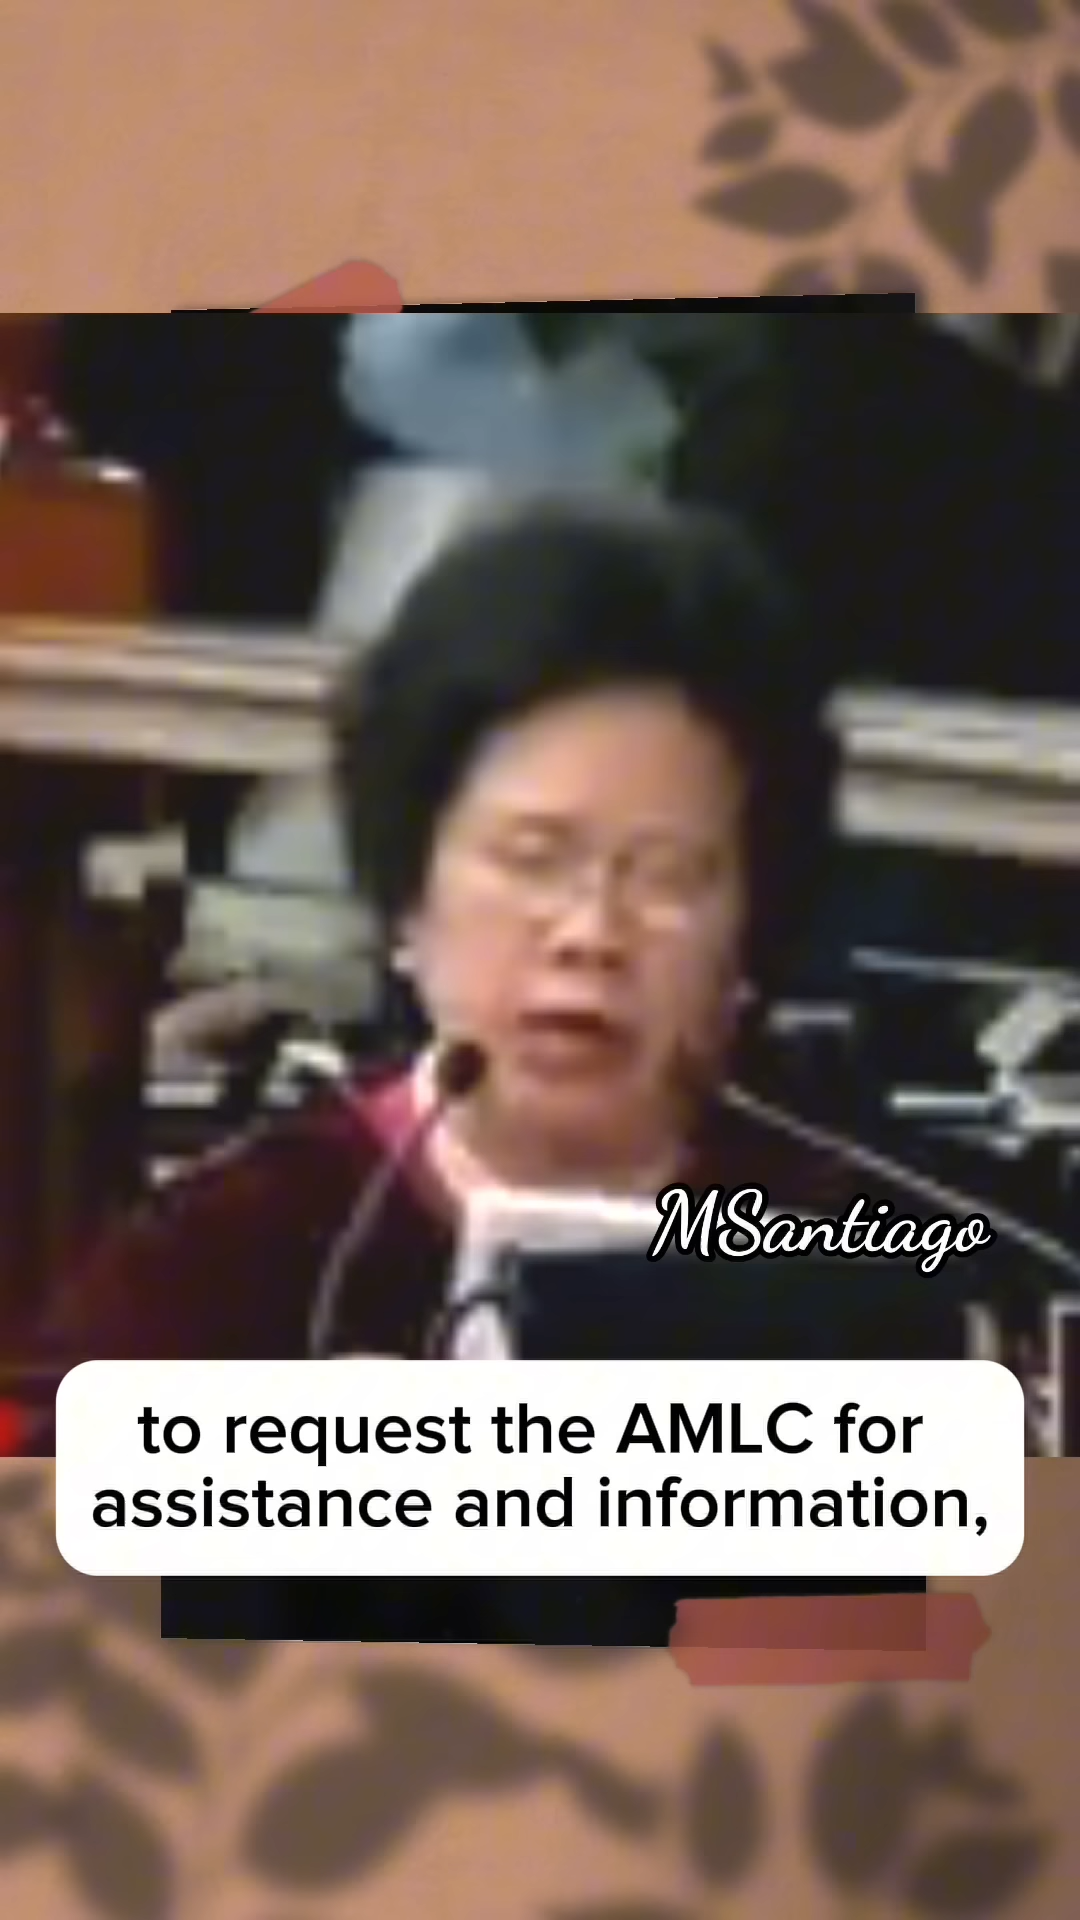 MSantiago
to request the AMLC for
assistance and information,